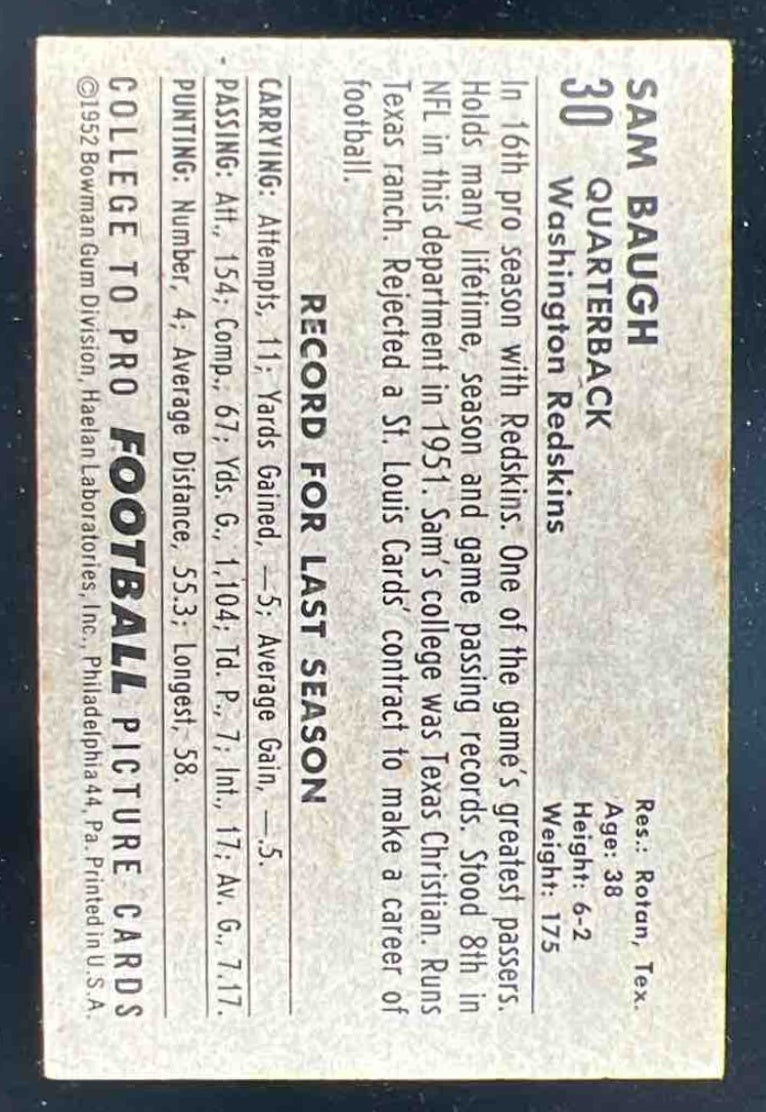 SAM BAUGH
30 QUARTERBACK
Washington Redskins
Res.: Rotan, Tex.
Age: 38
Height: 6-2
Weight: 175
In 16th pro season with Redskins. One of the game's greatest passers.
Holds many lifetime, season and game passing records. Stood 8th in
NFL in this department in 1951. Sam's college was Texas Christian. Runs
Texas ranch. Rejected a St. Louis Cards' contract to make a career of
football.
RECORD FOR LAST SEASON
CARRYING: Attempts, 11; Yards Gained, —5; Average Gain, —.5.
PASSING: Att., 154; Comp., 67; Yds. G., 1,104; Td. P., 7; Int., 17; Av. G., 7.17.
PUNTING: Number, 4; Average Distance, 55.3; Longest, 58.
COLLEGE TO PRO FOOTBALL PICTURE CARDS
©1952 Bowman Gum Division, Haelan Laboratories, Inc., Philadelphia 44, Pa. Printed in U.S.A.